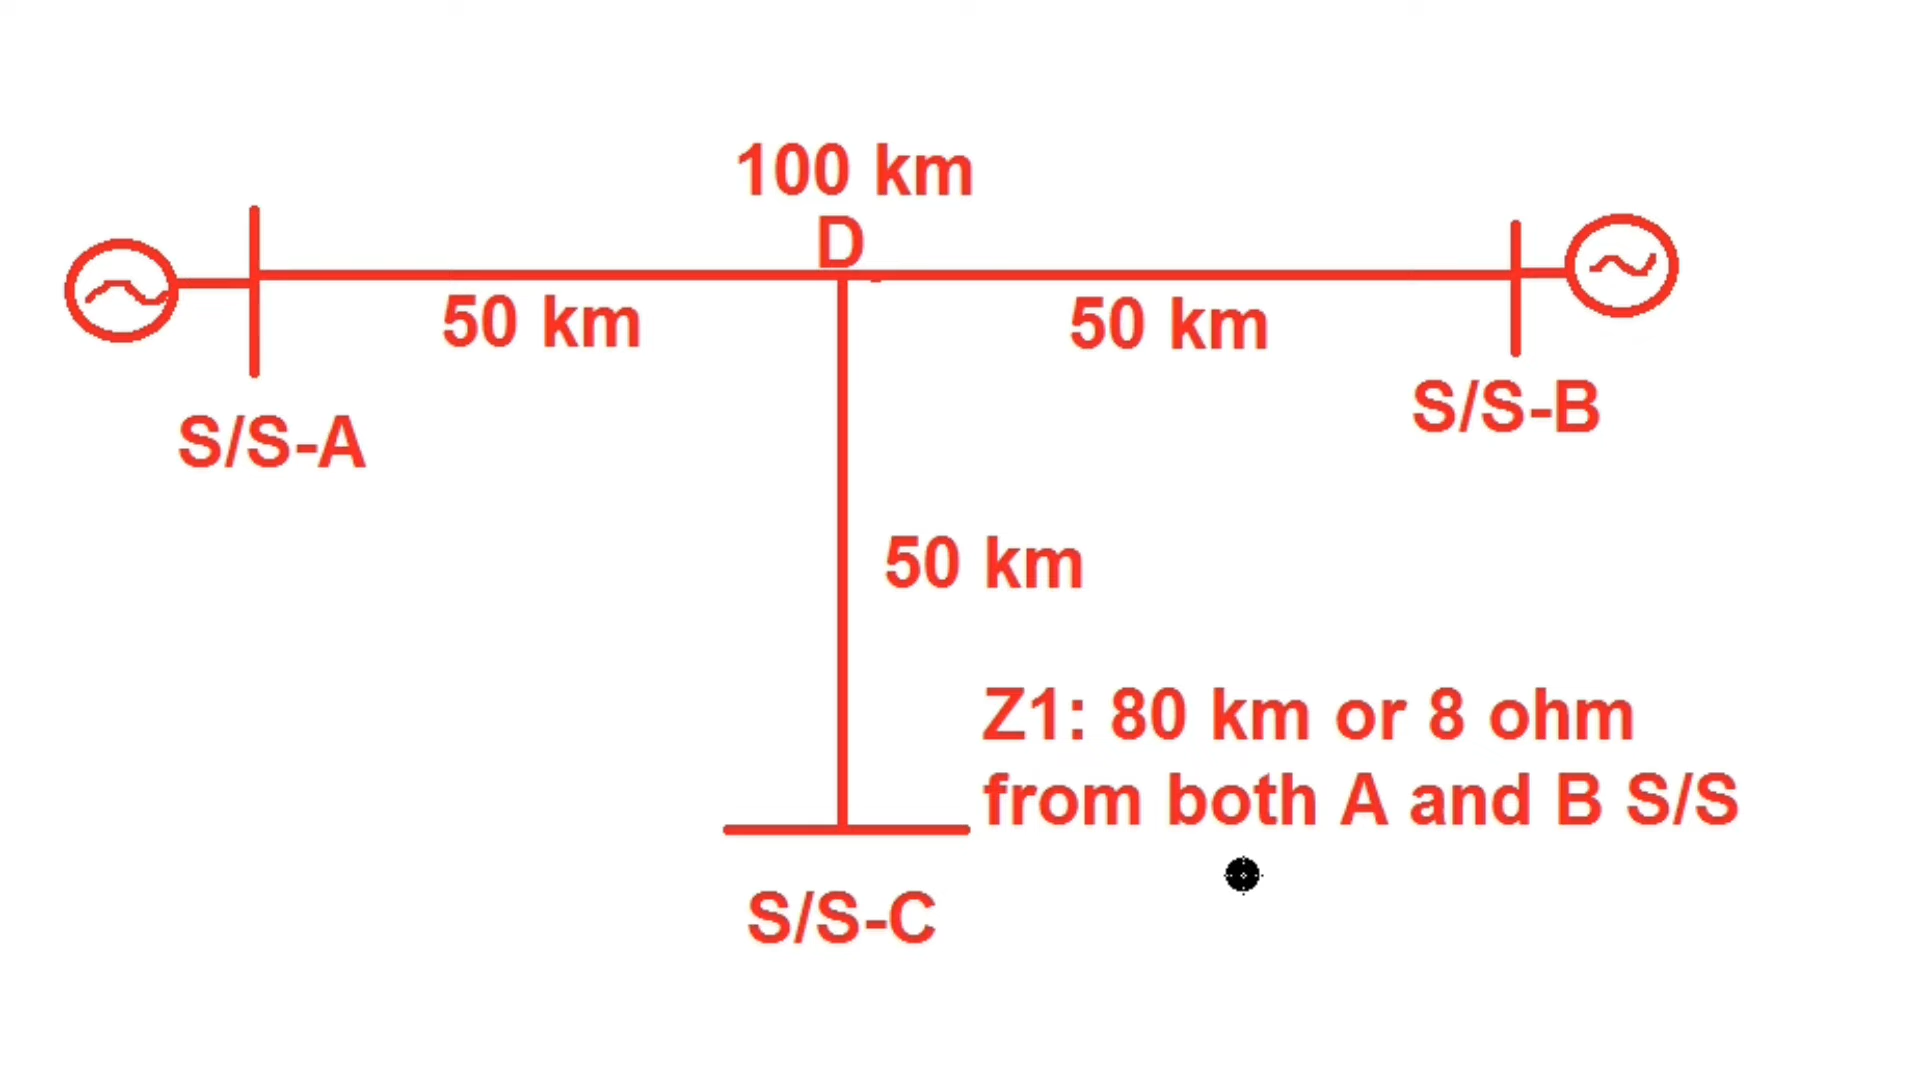 100 km
D
50 km
50 km
S/S-A
S/S-B
50 km
Z1: 80 km or 8 ohm
from both A and B S/S
S/S-C